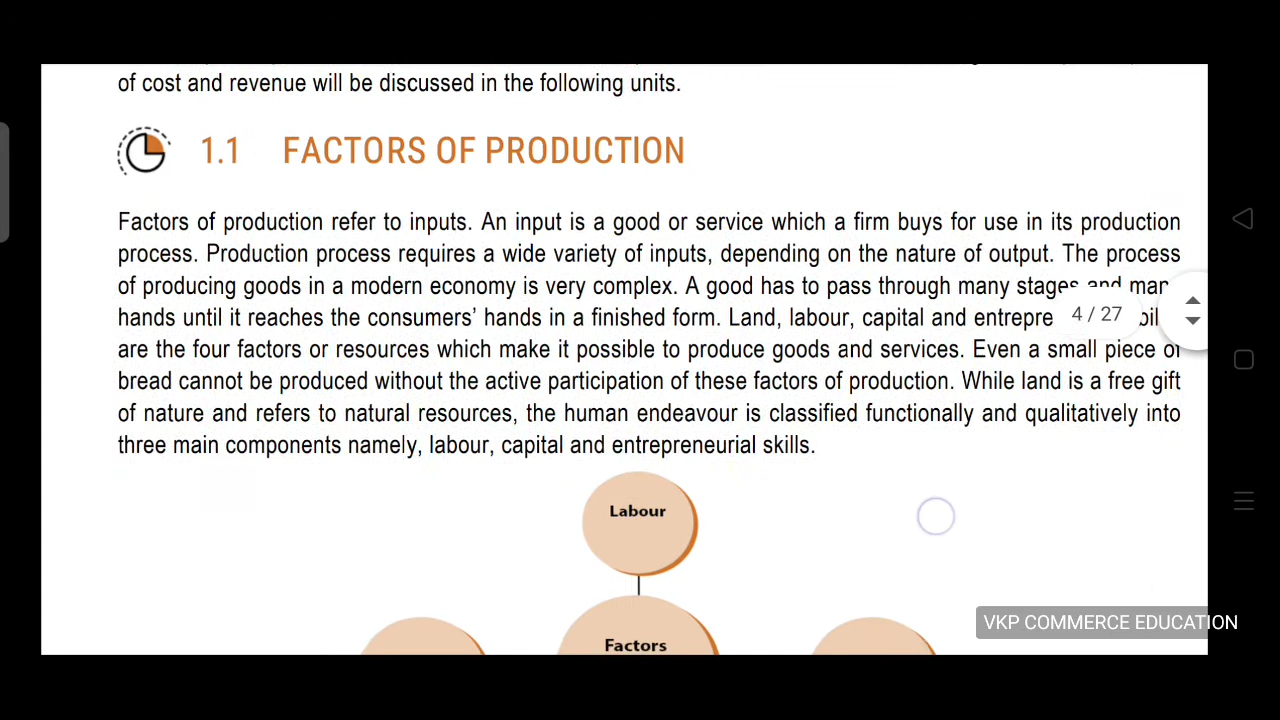 of cost and revenue will be discussed in the following units.
1.1 FACTORS OF PRODUCTION
Factors of production refer to inputs. An input is a good or service which a firm buys for use in its production
process. Production process requires a wide variety of inputs, depending on the nature of output. The process
of producing goods in a modern economy is very complex. A good has to pass through many stages and
hands until it reaches the consumers' hands in a finished form. Land, labour, capital and
4 / 27
are the four factors or resources which make it possible to produce goods and services. Even a small piece of
bread cannot be produced without the active participation of these factors of production. While land is a free gift
of nature and refers to natural resources, the human endeavour is classified functionally and qualitatively into
three main components namely, labour, capital and entrepreneurial skills.
Labour
VKP COMMERCE EDUCATION
Factors